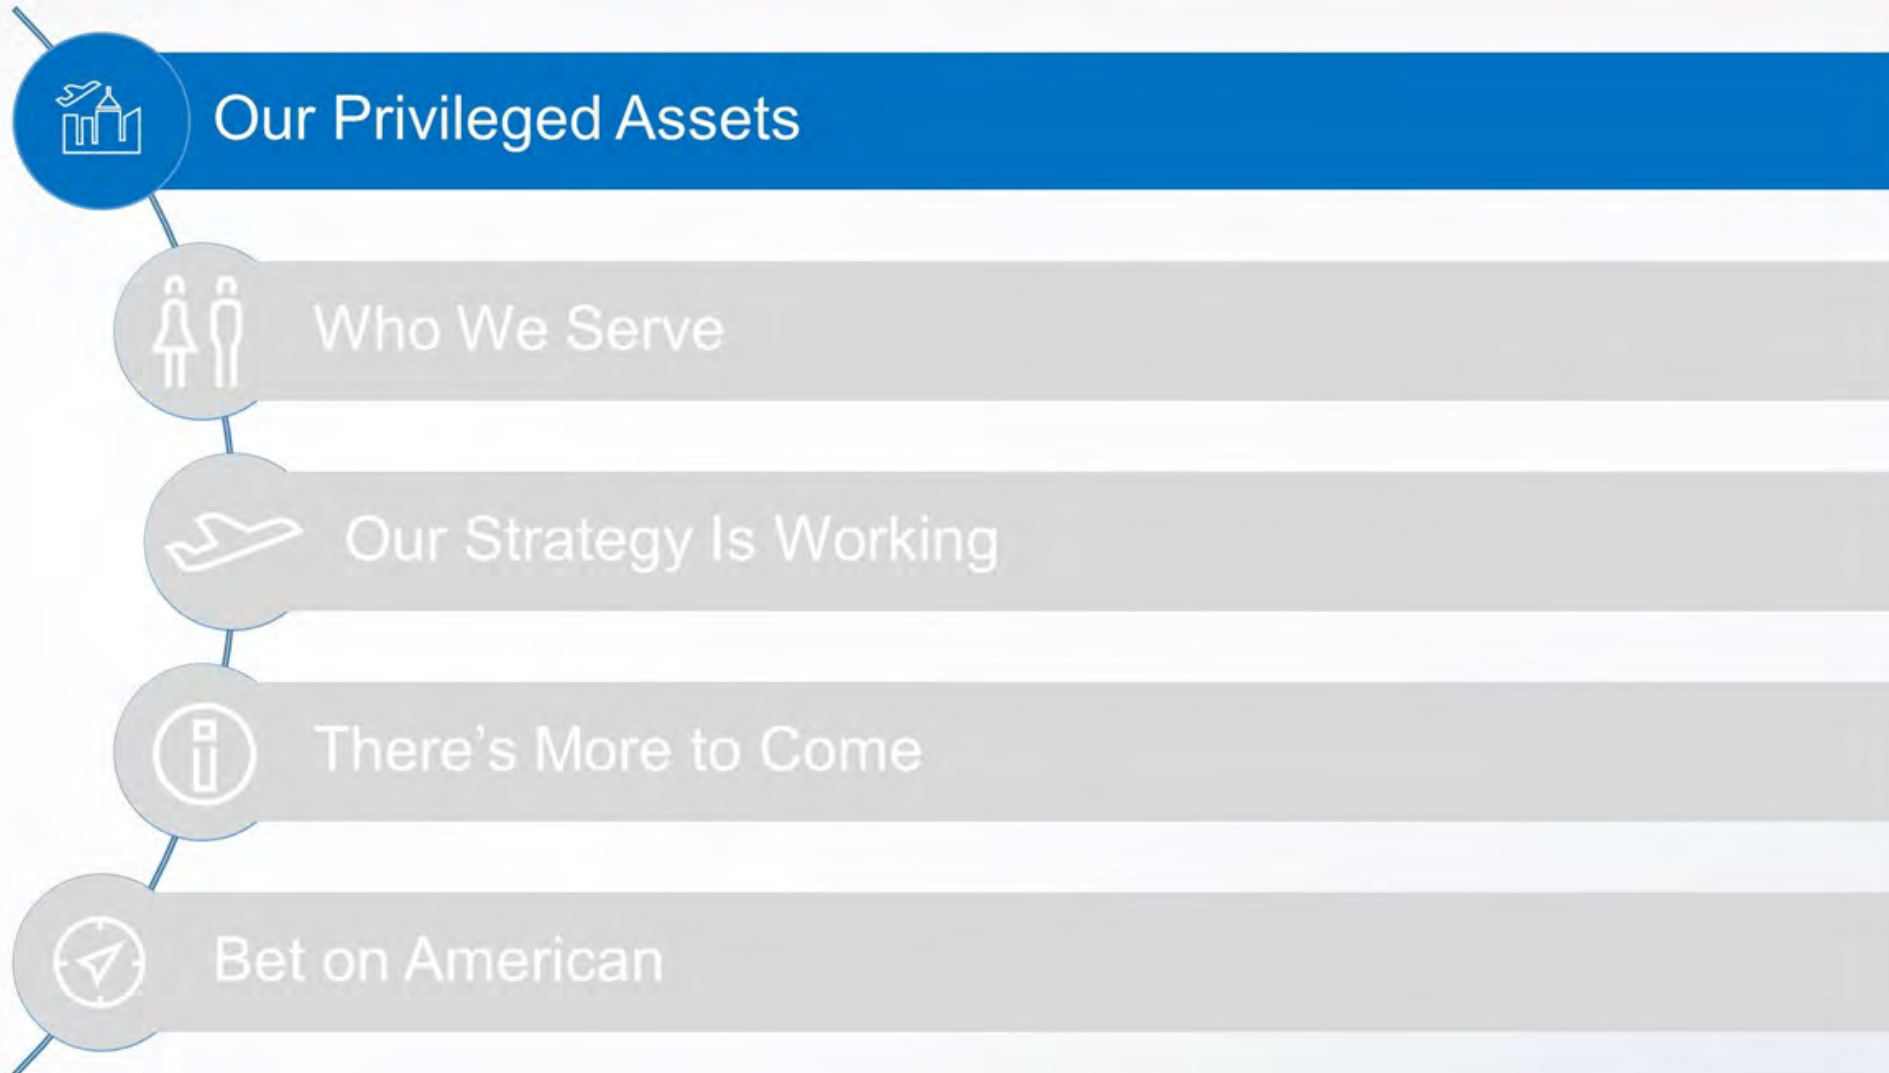 Our Privileged Assets
Who We Serve
Our Strategy Is Working
There’s More to Come
Bet on American